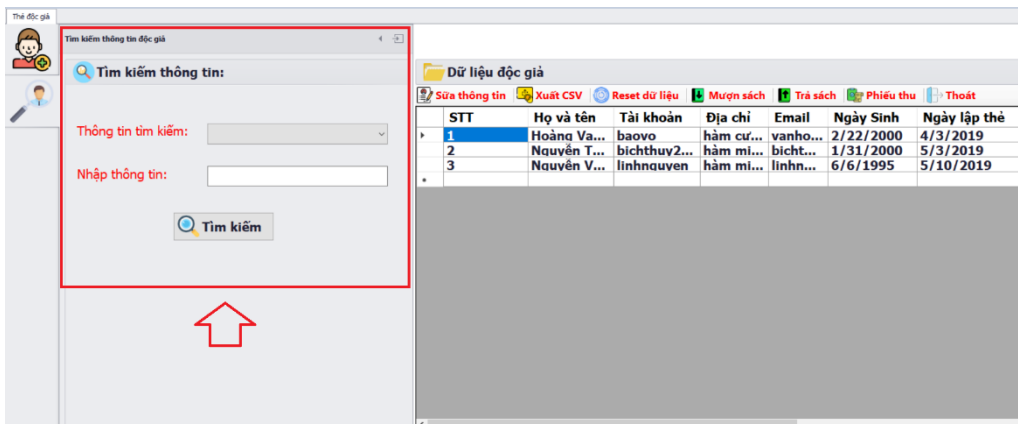 Thẻ độc giả
Tìm kiếm thông tin độc giả
Tìm kiếm thông tin:
Thông tin tìm kiếm:
Nhập thông tin:
Tìm kiếm
Dữ liệu độc giả
Sửa thông tin Xuất CSV Reset dữ liệu Mượn sách Trả sách Phiếu thu Thoát
STT Họ và tên Tài khoản Địa chỉ Email Ngày Sinh Ngày lập thẻ
1 Hoàng Va... baovo hàm cư... vanho... 2/22/2000 4/3/2019
2 Nguyễn T... bichthuy2... hàm mi... bicht... 1/31/2000 5/3/2019
3 Nguyễn V... linhnguyen hàm mi... linhn... 6/6/1995 5/10/2019